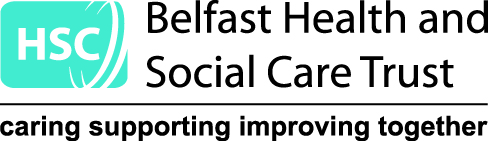 HSC
Belfast Health and
Social Care Trust
caring supporting improving together